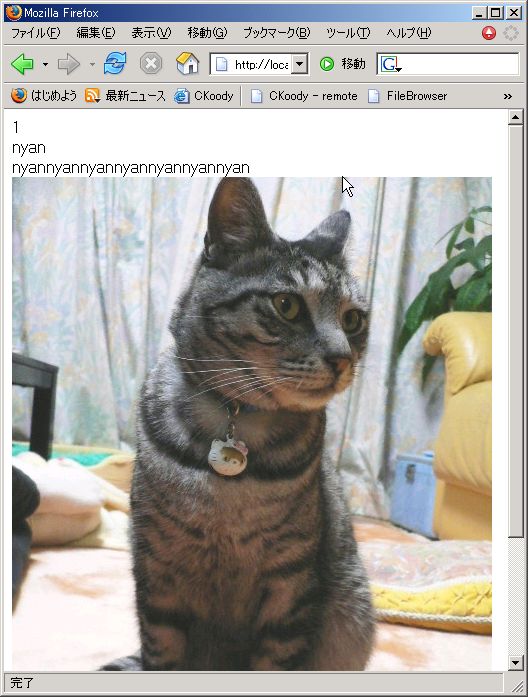 Mozilla Firefox
ファイル(F) 編集(E) 表示(V) 移動(G) ブックマーク(B) ツール(T) ヘルプ(H)
http://loca 移動 G
はじめよう 最新ニュース CKoody CKoody - remote FileBrowser »
1
nyan
nyannyannyannyannyannyannyan
完了